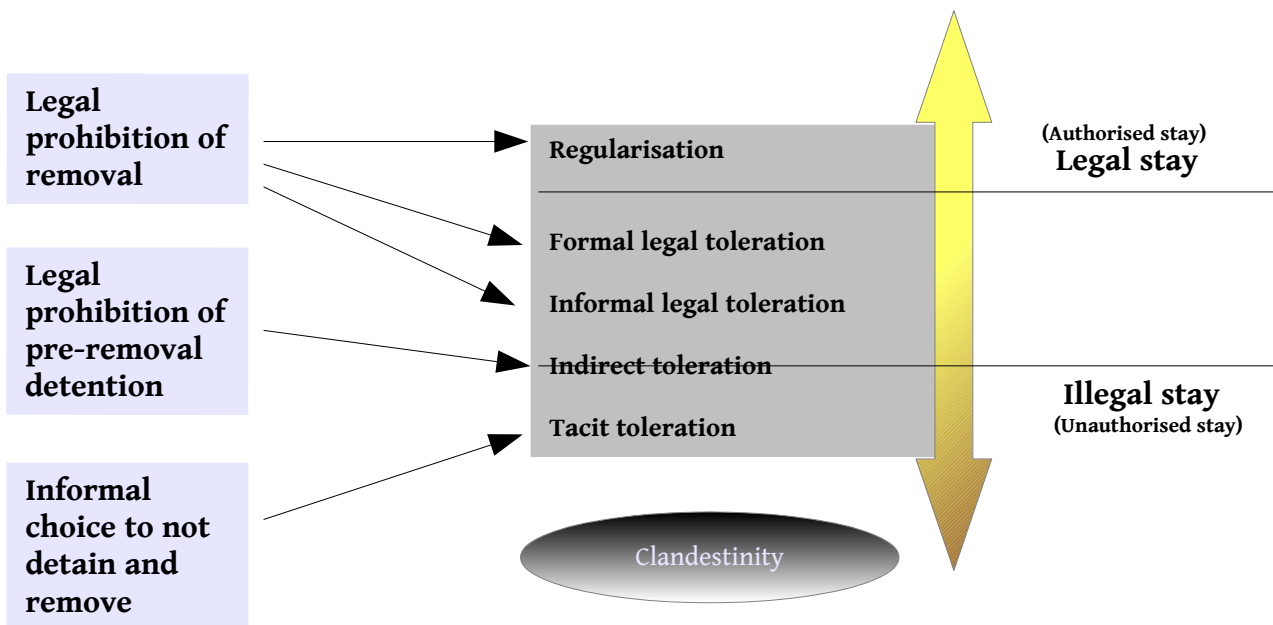 Legal
prohibition of
removal
Legal
prohibition of
pre-removal
detention
Informal
choice to not
detain and
remove
Regularisation
Formal legal toleration
Informal legal toleration
Indirect toleration
Tacit toleration
Clandestinity
(Authorised stay)
Legal stay
Illegal stay
(Unauthorised stay)